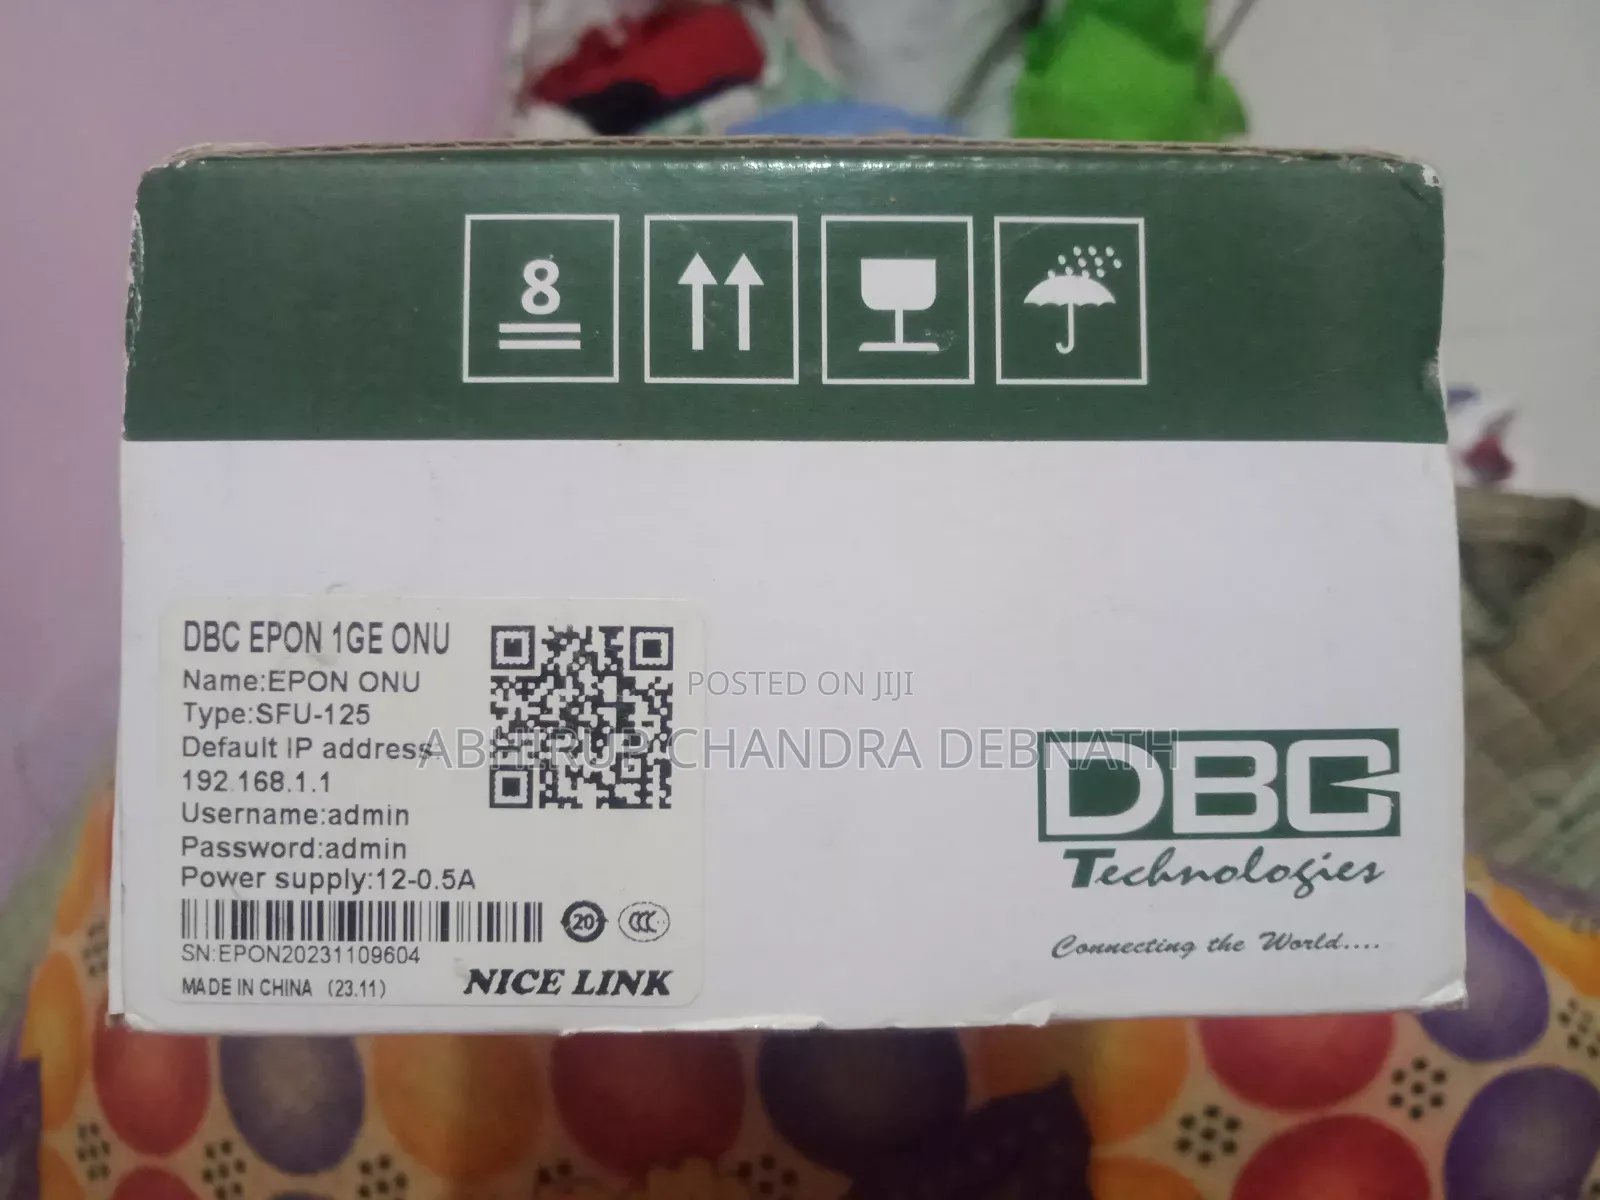 8
DBC EPON 1GE ONU
Name:EPON ONU
Type:SFU-125
Default IP address:
192.168.1.1
Username:admin
Password:admin
Power supply:12-0.5A
20
CCC
SN:EPON20231109604
MADE IN CHINA (23.11)
NICE LINK
POSTED ON JIJI
CHANDRA DEBNATH
DBC
Technologies
Connecting the World....